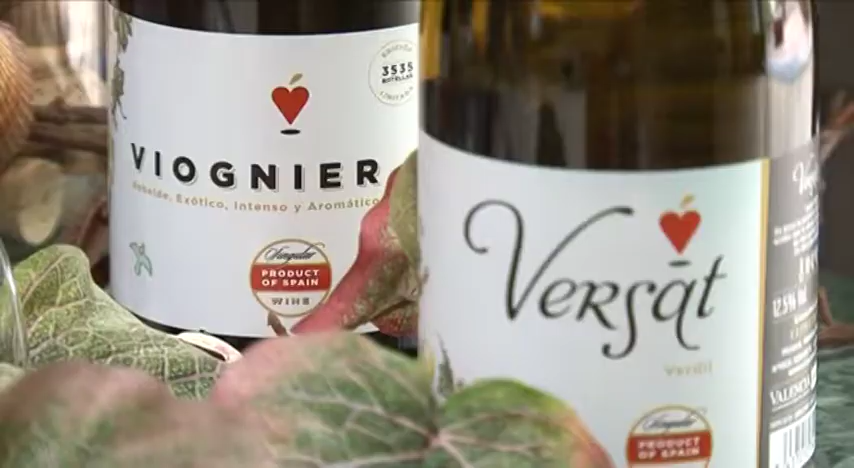 3535
BOTELLAS
VIOGNIER
Rebelde, Exótico, Intenso y Aromático
Singular
PRODUCT
OF SPAIN
WINE
Versat
Verdil
Singular
PRODUCT
OF SPAIN
12.5% Vol
VALENCIA